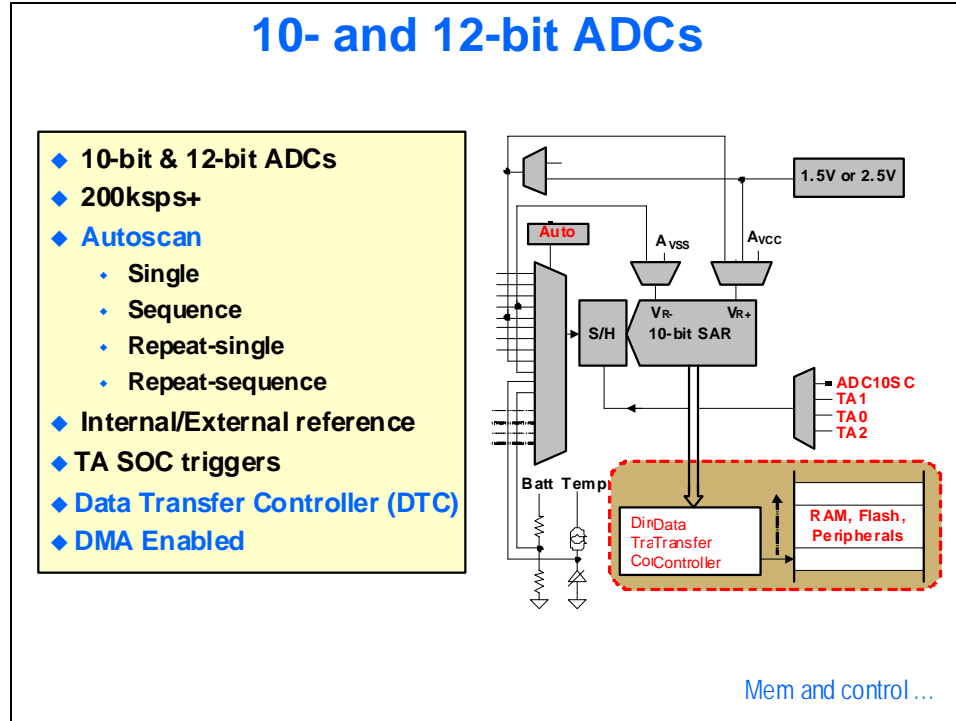 10- and 12-bit ADCs
10-bit & 12-bit ADCs
200ksps+
Autoscan
Single
Sequence
Repeat-single
Repeat-sequence
Internal/External reference
TA SOC triggers
Data Transfer Controller (DTC)
DMA Enabled
1.5V or 2.5V
Auto
AVSS
AVCC
VR-
VR+
S/H
10-bit SAR
ADC10SC
TA1
TA0
TA2
Batt Temp
Data
Transfer
Controller
RAM, Flash,
Peripherals
Mem and control ...